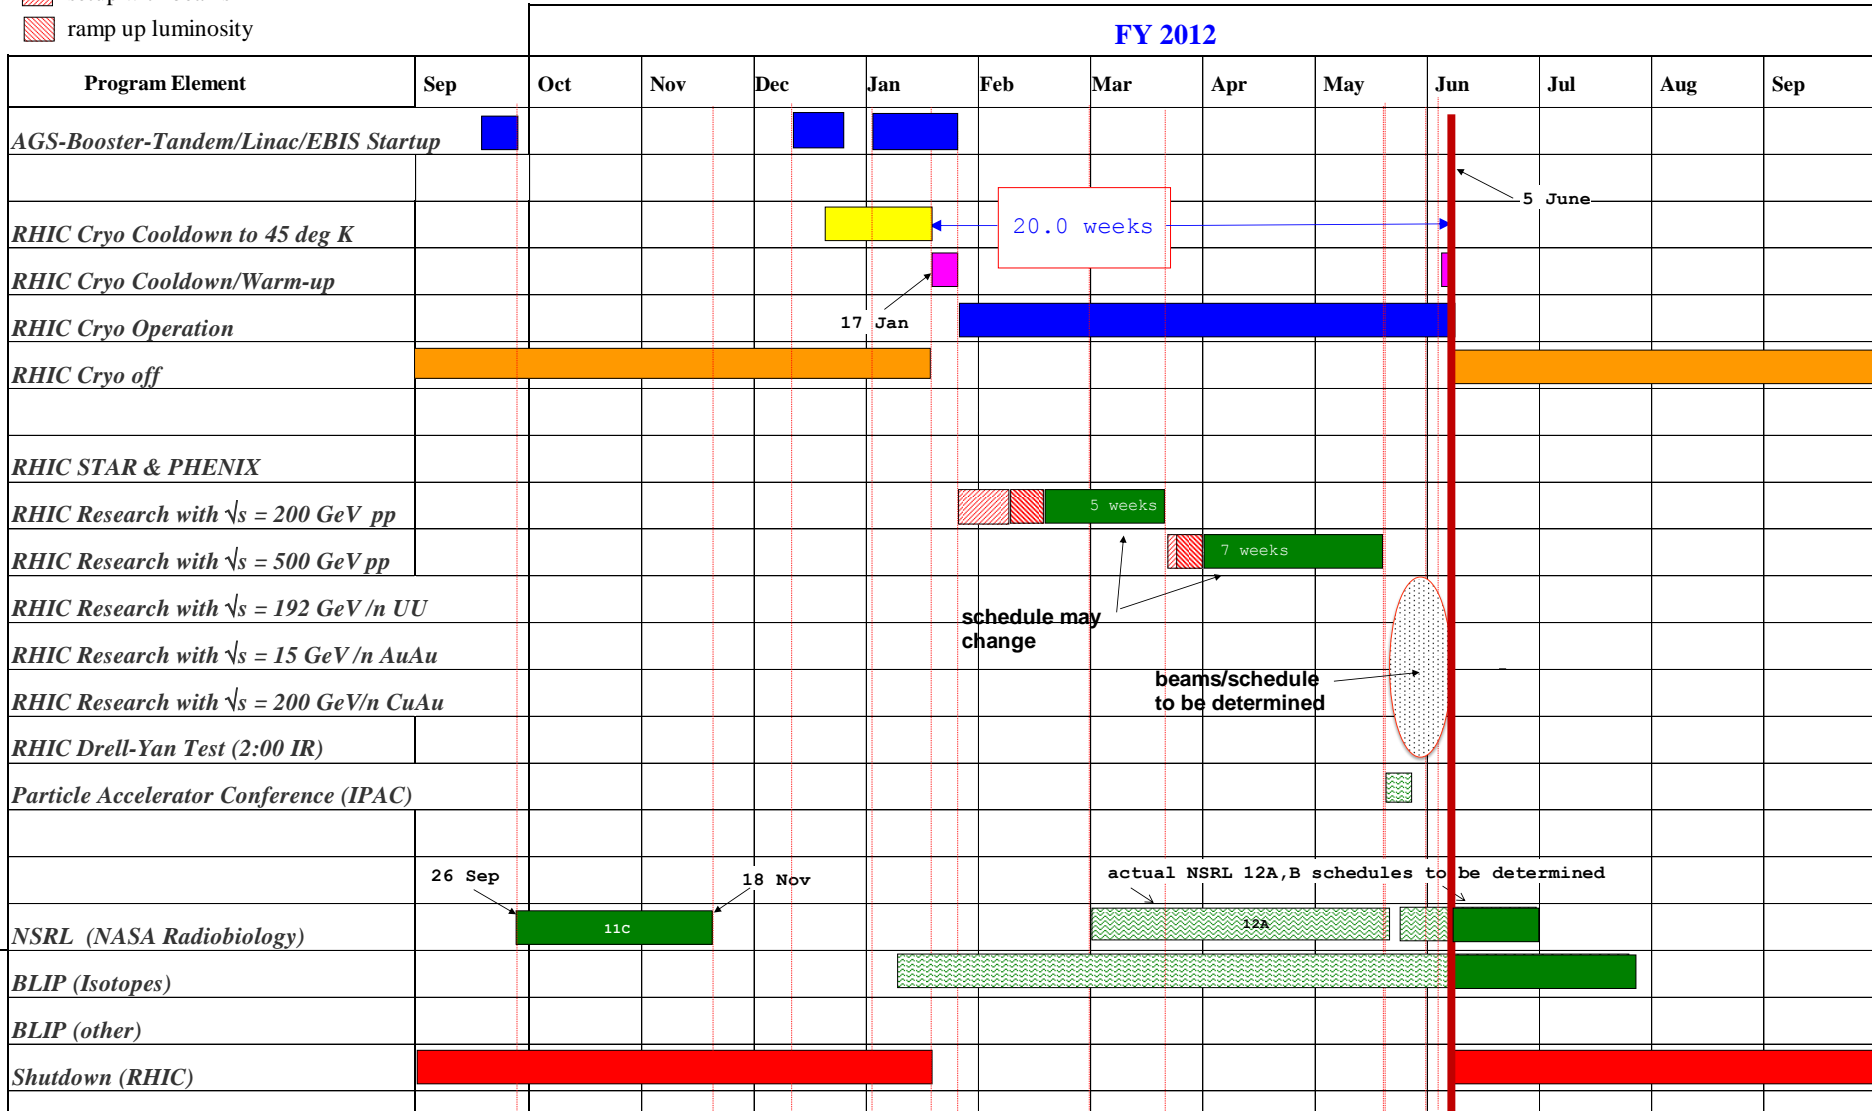 ramp up luminosity
FY 2012
Program Element Sep Oct Nov Dec Jan Feb Mar Apr May Jun Jul Aug Sep
AGS-Booster-Tandem/Linac/EBIS Startup
5 June
RHIC Cryo Cooldown to 45 deg K 20.0 weeks
RHIC Cryo Cooldown/Warm-up
17 Jan
RHIC Cryo Operation
RHIC Cryo off
RHIC STAR & PHENIX
RHIC Research with √s = 200 GeV pp 5 weeks
RHIC Research with √s = 500 GeV pp 7 weeks
RHIC Research with √s = 192 GeV/n UU
schedule may
change
RHIC Research with √s = 15 GeV/n AuAu
RHIC Research with √s = 200 GeV/n CuAu
beams/schedule
to be determined
RHIC Drell-Yan Test (2:00 IR)
Particle Accelerator Conference (IPAC)
26 Sep 18 Nov actual NSRL 12A,B schedules to be determined
NSRL (NASA Radiobiology) 11C 12A
BLIP (Isotopes)
BLIP (other)
Shutdown (RHIC)